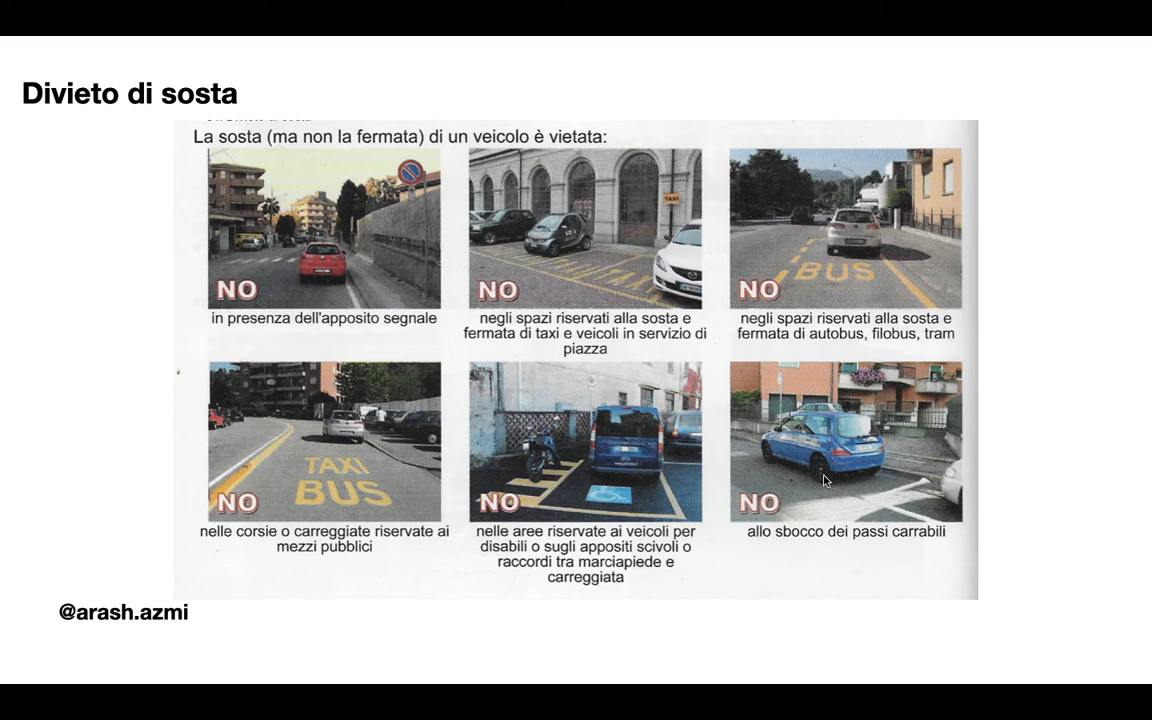 Divieto di sosta
La sosta (ma non la fermata) di un veicolo è vietata:
TAXI
TAXI
BUS
NO
NO
NO
in presenza dell'apposito segnale
negli spazi riservati alla sosta e
fermata di taxi e veicoli in servizio di
piazza
negli spazi riservati alla sosta e
fermata di autobus, filobus, tram
TAXI
BUS
NO
NO
NO
nelle corsie o carreggiate riservate ai
mezzi pubblici
nelle aree riservate ai veicoli per
disabili o sugli appositi scivoli o
raccordi tra marciapiede e
carreggiata
allo sbocco dei passi carrabili
@arash.azmi